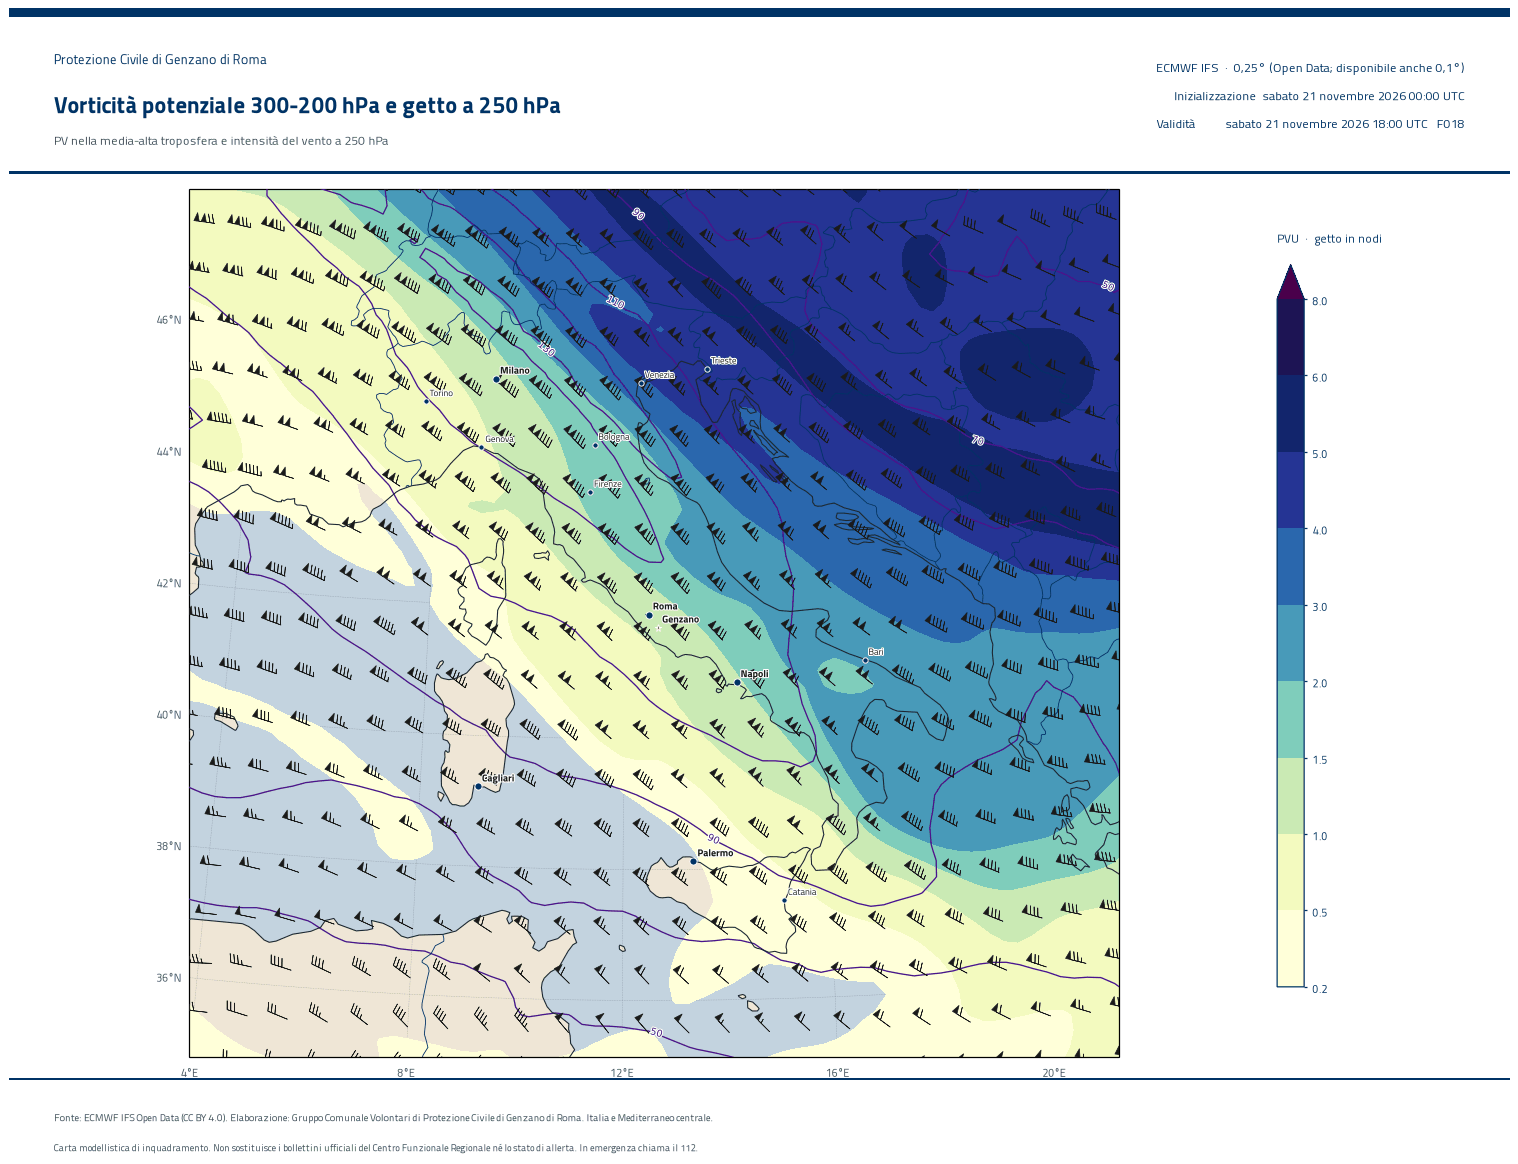 Protezione Civile di Genzano di Roma
Vorticità potenziale 300-200 hPa e getto a 250 hPa
PV nella media-alta troposfera e intensità del vento a 250 hPa
ECMWF IFS · 0,25° (Open Data; disponibile anche 0,1°)
Inizializzazione sabato 21 novembre 2026 00:00 UTC
Validità sabato 21 novembre 2026 18:00 UTC F018
PVU · getto in nodi
8.0
6.0
5.0
4.0
3.0
2.0
1.5
1.0
0.5
0.2
90
110
130
50
70
90
50
46°N
44°N
42°N
40°N
38°N
36°N
4°E
8°E
12°E
16°E
20°E
Trieste
Milano
Venezia
Torino
Genova
Bologna
Firenze
Roma
Genzano
Bari
Napoli
Cagliari
Palermo
Catania
Fonte: ECMWF IFS Open Data (CC BY 4.0). Elaborazione: Gruppo Comunale Volontari di Protezione Civile di Genzano di Roma. Italia e Mediterraneo centrale.
Carta modellistica di inquadramento. Non sostituisce i bollettini ufficiali del Centro Funzionale Regionale né lo stato di allerta. In emergenza chiama il 112.